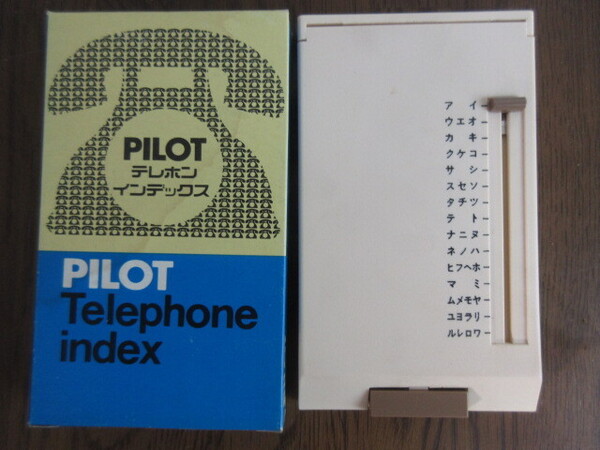 PILOT
テレホン
インデックス
PILOT
Telephone
index
ア イ
ウエオ
カ キ
クケコ
サ シ
スセソ
タチツ
テ ト
ナニヌ
ネノハ
ヒフヘホ
マ ミ
ムメモヤ
ユヨラリ
ルレロワ